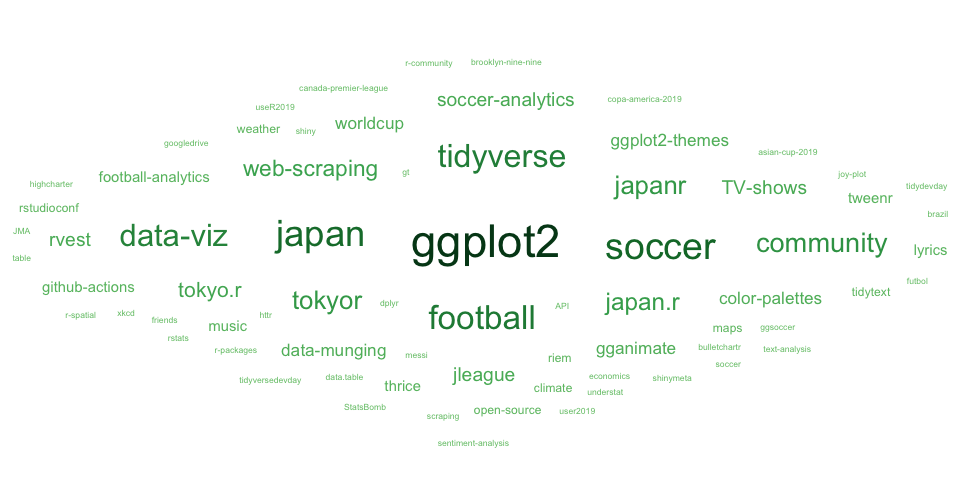 r-community brooklyn-nine-nine
canada-premier-league soccer-analytics copa-america-2019
useR2019
weather shiny worldcup
googledrive ggplot2-themes
tidyverse asian-cup-2019
football-analytics web-scraping gt
highcharter japanr TV-shows joy-plot tidydevday
rstudioconf tweenr
brazil
JMA rvest data-viz japan ggplot2 soccer community lyrics
table
github-actions tokyo.r tokyor dplyr API japan.r color-palettes tidytext futbol
r-spatial xkcd friends music httr football maps ggsoccer
rstats
r-packages data-munging messi riem gganimate bulletchartr text-analysis
soccer
tidyversedevday data.table thrice jleague climate economics shinymeta
understat
StatsBomb scraping open-source user2019
sentiment-analysis